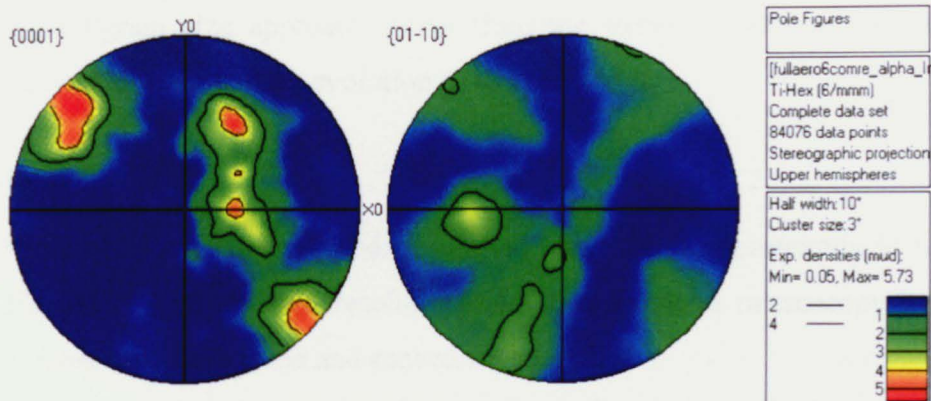 {0001}
Y0
{01-10}
X0
Pole Figures
[fullaero6comre_alpha_
Ti-Hex (6/mmm)
Complete data set
84076 data points
Stereographic projection
Upper hemispheres
Half width:10°
Cluster size:3°
Exp. densities (mud):
Min= 0.05, Max= 5.73
2
4
1
2
3
4
5